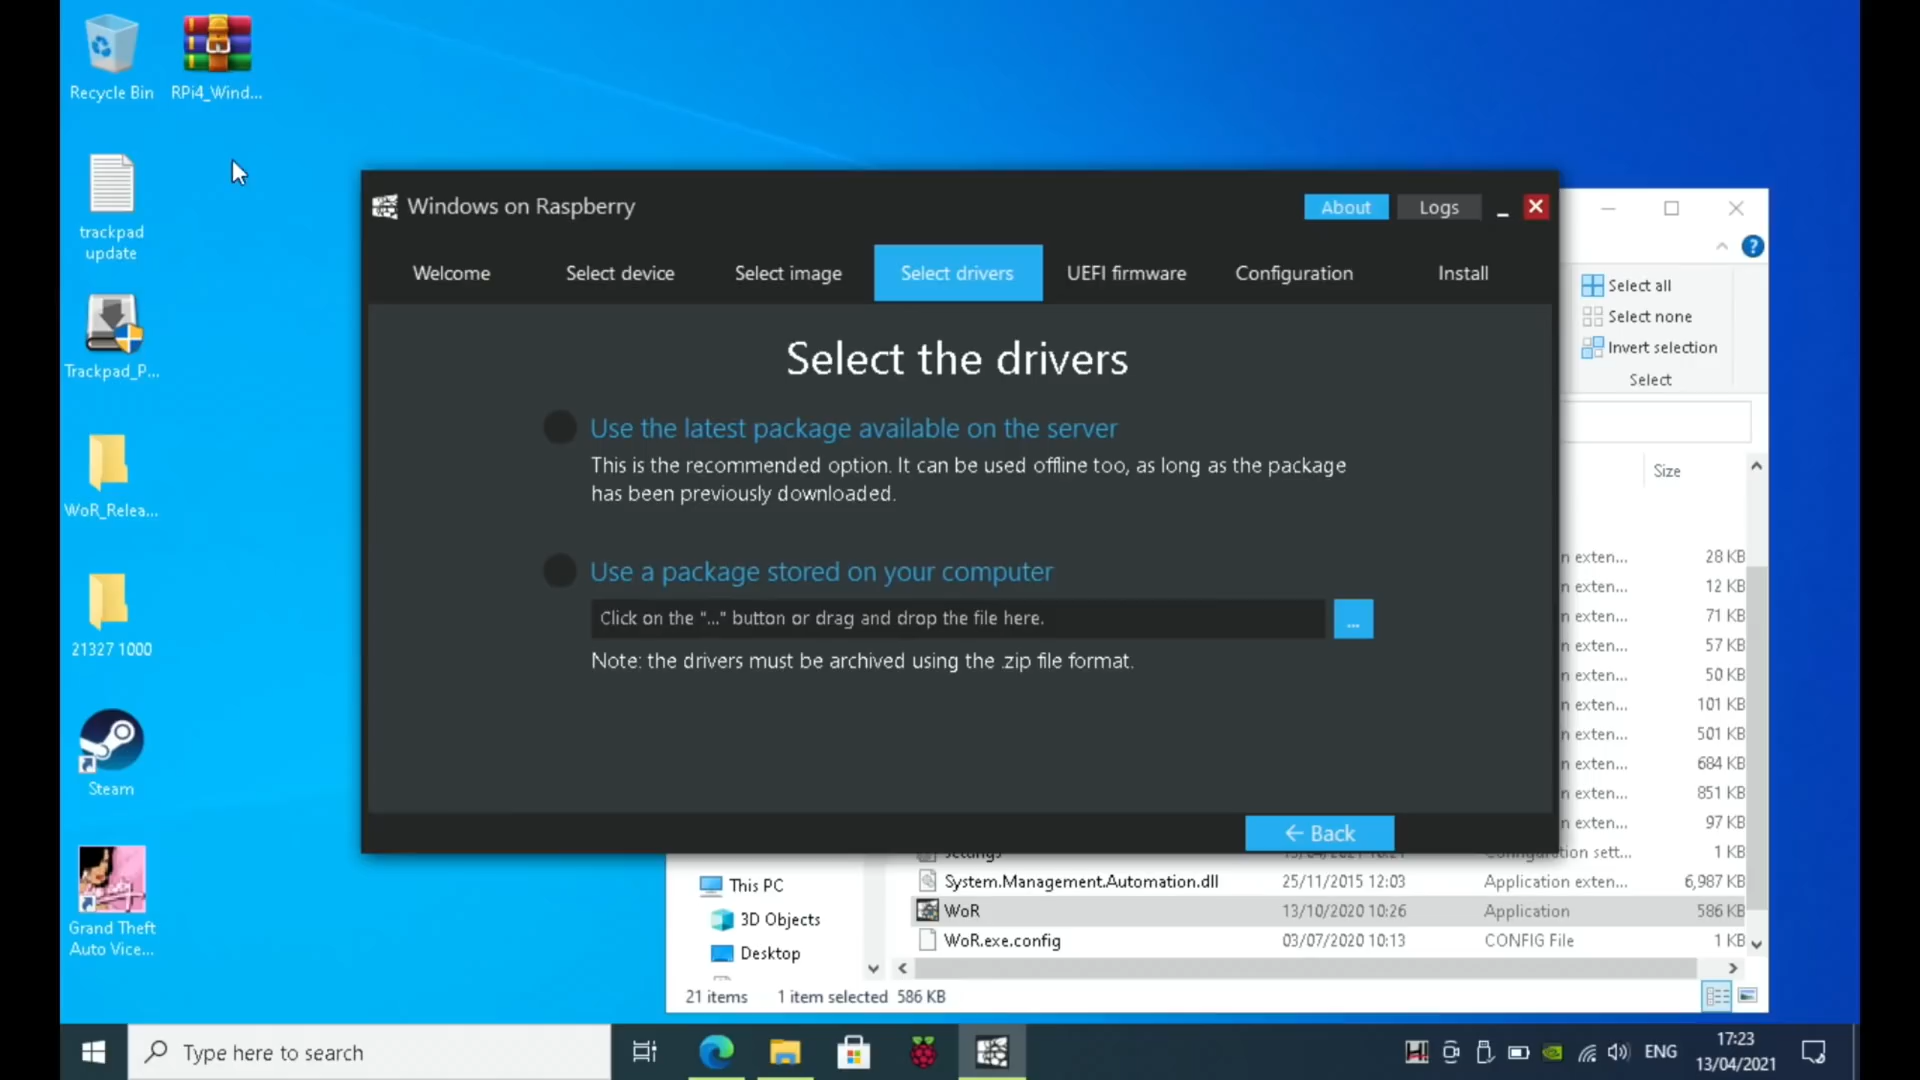 Recycle Bin
RPi4_Wind...
trackpad
update
Trackpad_P...
WoR_Relea...
21327 1000
Steam
Grand Theft
Auto Vice...
Windows on Raspberry
About
Logs
Welcome
Select device
Select image
Select drivers
UEFI firmware
Configuration
Install
Select the drivers
Use the latest package available on the server
This is the recommended option. It can be used offline too, as long as the package
has been previously downloaded.
Use a package stored on your computer
Click on the "..." button or drag and drop the file here.
...
Note: the drivers must be archived using the .zip file format.
← Back
?
Select all
Select none
Invert selection
Select
Size
n exten... 28 KB
n exten... 12 KB
n exten... 71 KB
n exten... 57 KB
n exten... 50 KB
n exten... 101 KB
n exten... 501 KB
n exten... 684 KB
n exten... 851 KB
n exten... 97 KB
settings Configuration sett... 1 KB
System.Management.Automation.dll 25/11/2015 12:03 Application exten... 6,987 KB
WoR 13/10/2020 10:26 Application 586 KB
WoR.exe.config 03/07/2020 10:13 CONFIG File 1 KB
This PC
3D Objects
Desktop
21 items 1 item selected 586 KB
Type here to search
ENG
17:23
13/04/2021